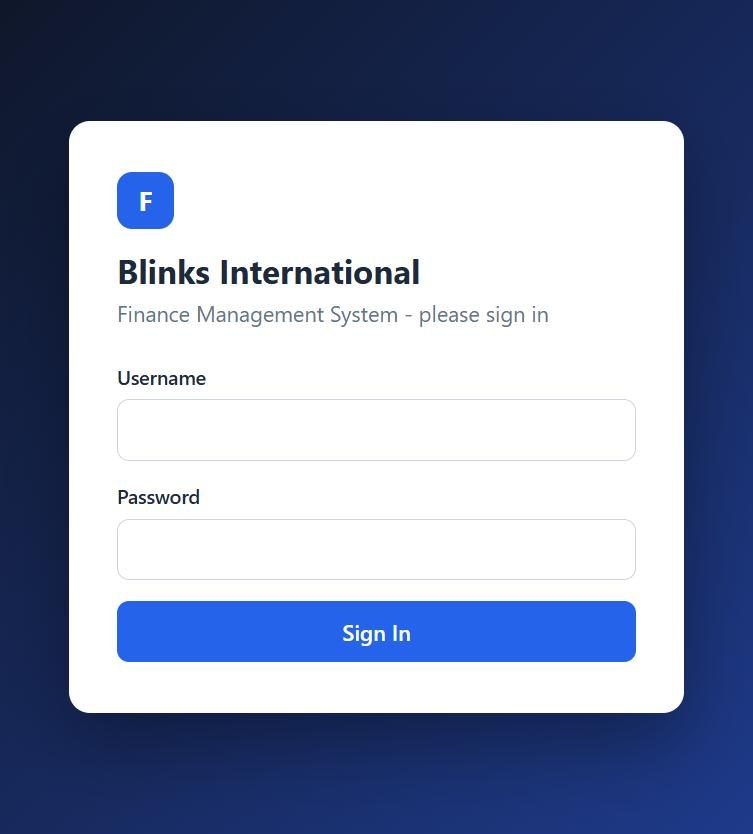 F
Blinks International
Finance Management System - please sign in
Username
Password
Sign In